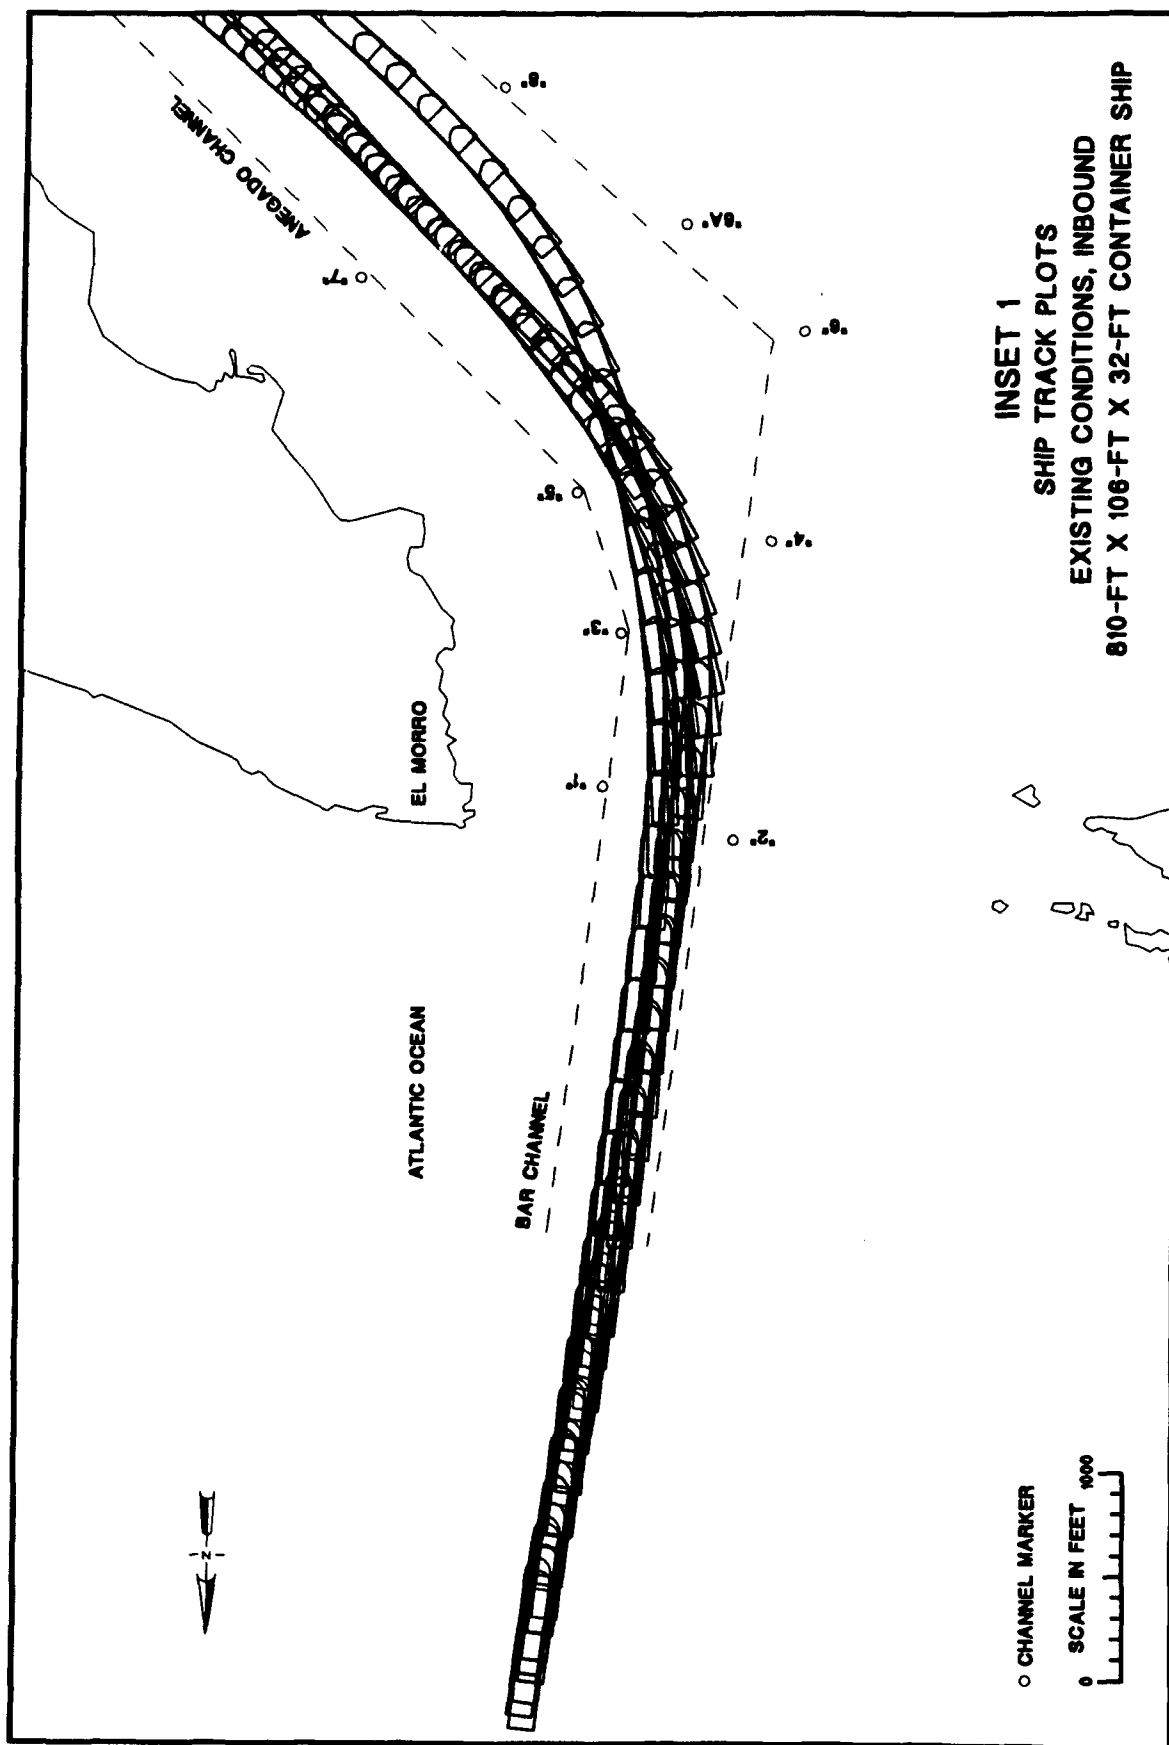 ANEGADO CHANNEL
"8"
"7"
"6A"
"6"
"5"
"4"
"3"
"1"
"2"
EL MORRO
ATLANTIC OCEAN
BAR CHANNEL
-N-
INSET 1
SHIP TRACK PLOTS
EXISTING CONDITIONS, INBOUND
810-FT X 106-FT X 32-FT CONTAINER SHIP
CHANNEL MARKER
SCALE IN FEET
0 1000